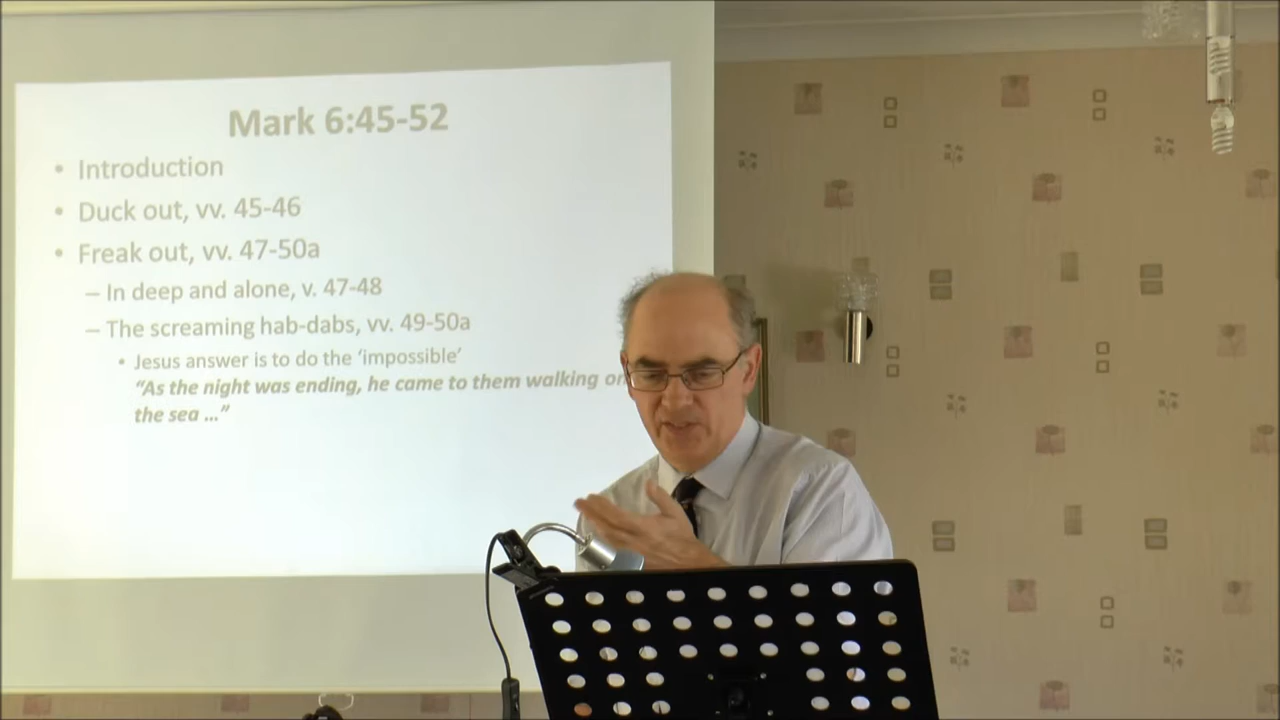 Mark 6:45-52
• Introduction
• Duck out, vv. 45-46
• Freak out, vv. 47-50a
– In deep and alone, v. 47-48
– The screaming hab-dabs, vv. 49-50a
• Jesus answer is to do the ‘impossible’
“As the night was ending, he came to them walking on
the sea ...”